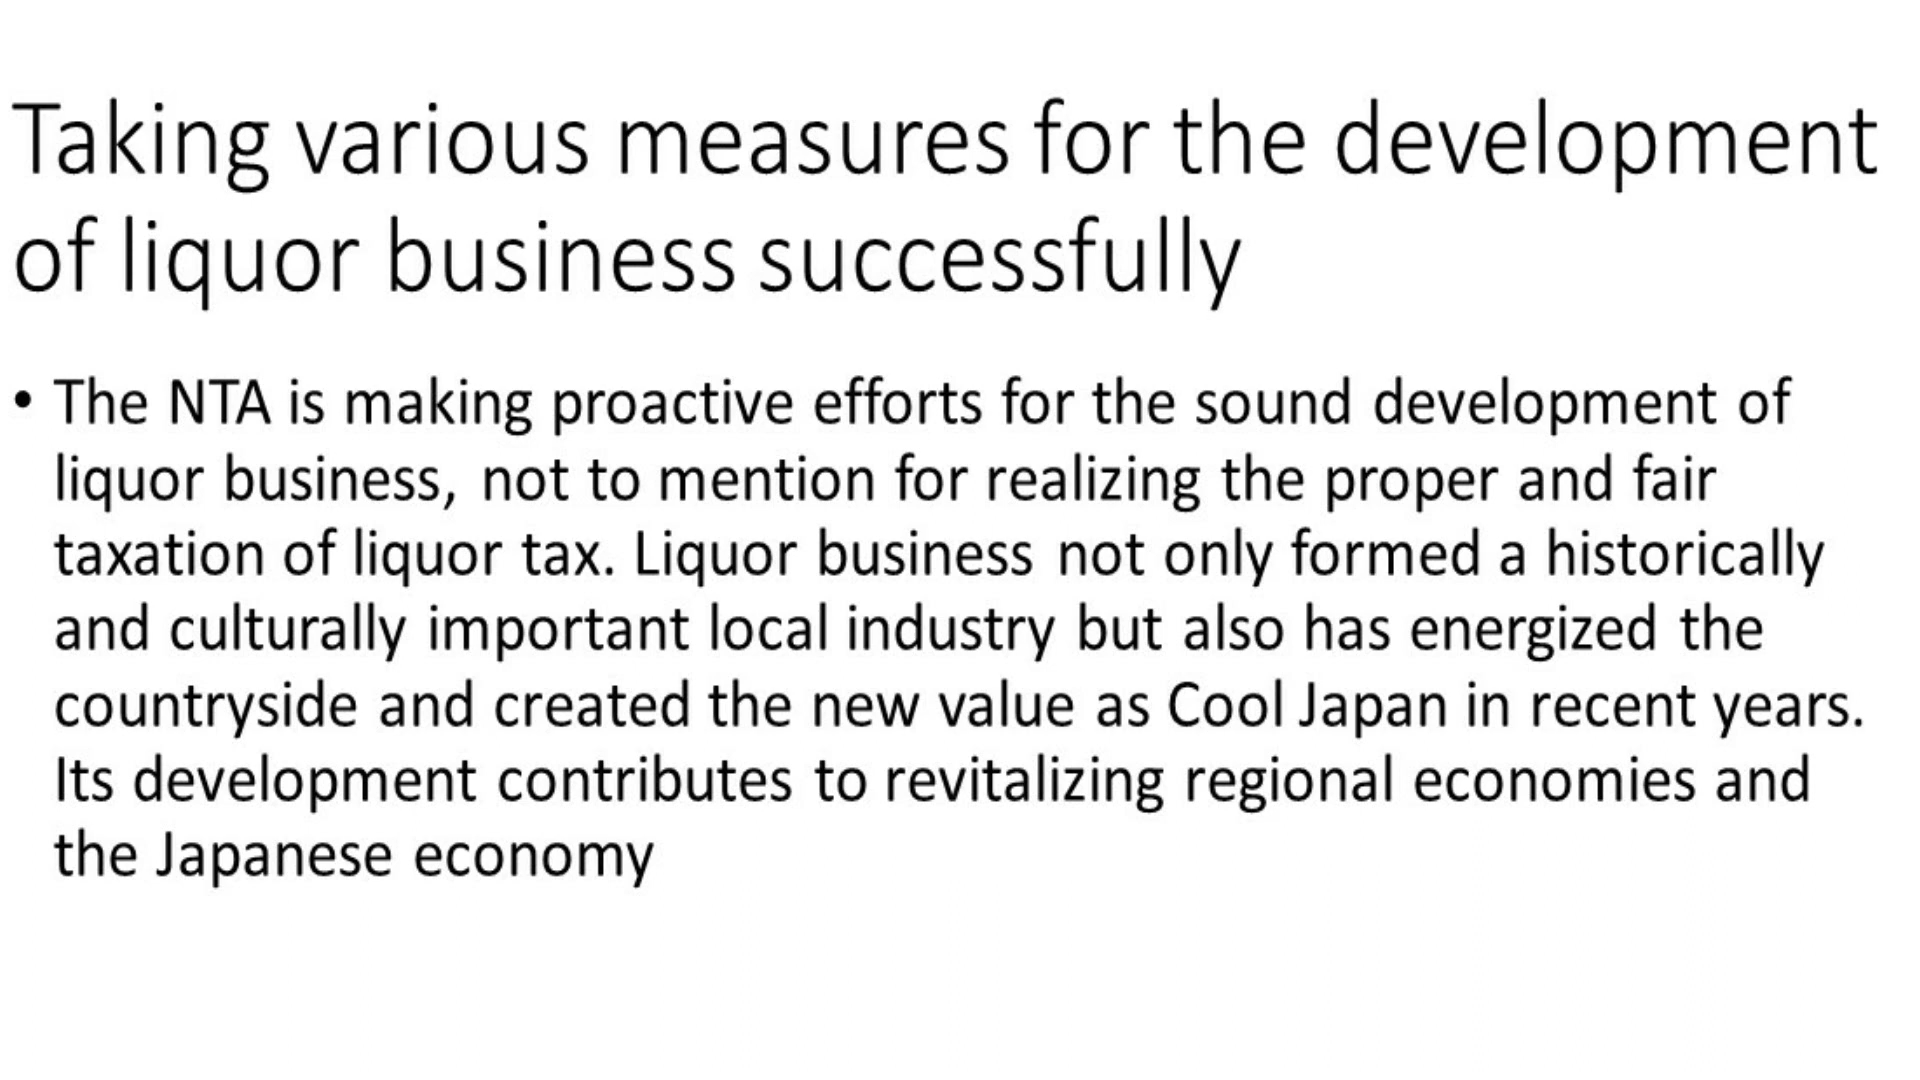 Taking various measures for the development
of liquor business successfully
• The NTA is making proactive efforts for the sound development of
liquor business, not to mention for realizing the proper and fair
taxation of liquor tax. Liquor business not only formed a historically
and culturally important local industry but also has energized the
countryside and created the new value as Cool Japan in recent years.
Its development contributes to revitalizing regional economies and
the Japanese economy